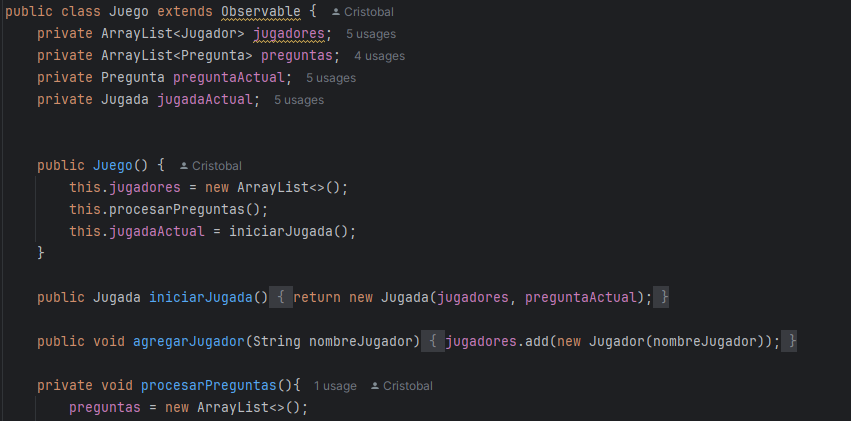 public class Juego extends Observable { Cristobal
private ArrayList<Jugador> jugadores; 5 usages
private ArrayList<Pregunta> preguntas; 4 usages
private Pregunta preguntaActual; 5 usages
private Jugada jugadaActual; 5 usages
public Juego() { Cristobal
this.jugadores = new ArrayList<>();
this.procesarPreguntas();
this.jugadaActual = iniciarJugada();
}
public Jugada iniciarJugada() { return new Jugada(jugadores, preguntaActual); }
public void agregarJugador(String nombreJugador) { jugadores.add(new Jugador(nombreJugador)); }
private void procesarPreguntas(){ 1 usage Cristobal
preguntas = new ArrayList<>();